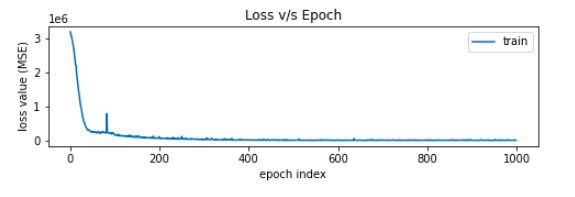 Loss v/s Epoch
1e6
train
3
2
1
0
loss value (MSE)
0 200 400 600 800 1000
epoch index